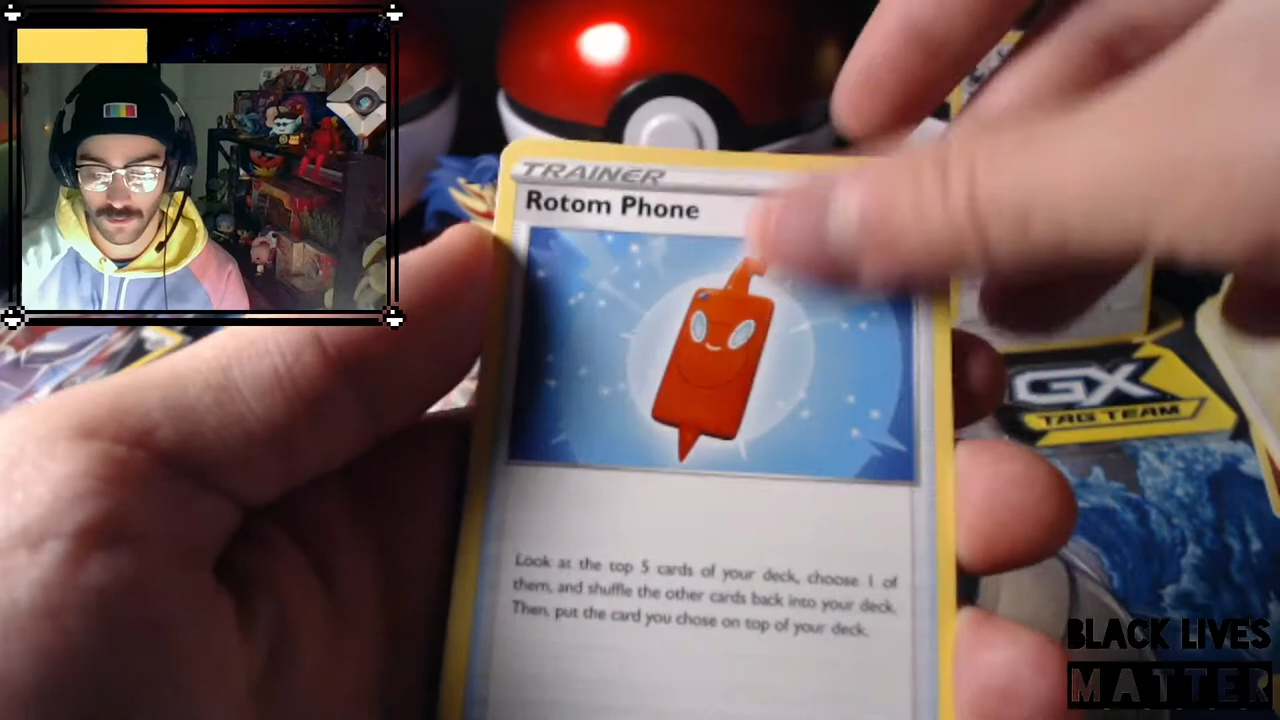 TRAINER
Rotom Phone
Look at the top 5 cards of your deck, choose 1 of
them, and shuffle the other cards back into your deck.
Then, put the card you chose on top of your deck.
GX
TAG TEAM
BLACK LIVES
MATTER